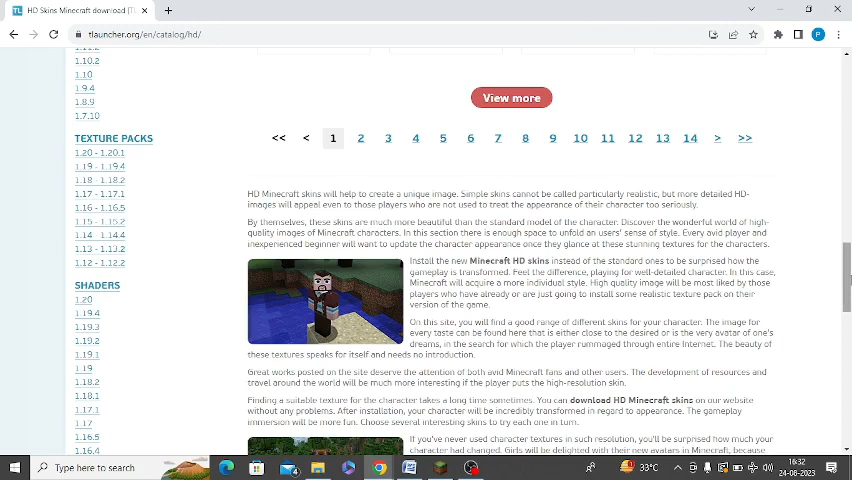 HD Skins Minecraft download [TL
tlauncher.org/en/catalog/hd/
P
1.11.2
1.10.2
1.10
1.9.4
1.8.9
1.7.10
TEXTURE PACKS
1.20 - 1.20.1
1.19 - 1.19.4
1.18 - 1.18.2
1.17 - 1.17.1
1.16 - 1.16.5
1.15 - 1.15.2
1.14 - 1.14.4
1.13 - 1.13.2
1.12 - 1.12.2
SHADERS
1.20
1.19.4
1.19.3
1.19.2
1.19.1
1.19
1.18.2
1.18.1
1.17.1
1.17
1.16.5
1.16.4
View more
<< < 1 2 3 4 5 6 7 8 9 10 11 12 13 14 > >>
HD Minecraft skins will help to create a unique image. Simple skins cannot be called particularly realistic, but more detailed HD-
images will appeal even to those players who are not used to treat the appearance of their character too seriously.
By themselves, these skins are much more beautiful than the standard model of the character. Discover the wonderful world of high-
quality images of Minecraft characters. In this section there is enough space to unfold an users' sense of style. Every avid player and
inexperienced beginner will want to update the character appearance once they glance at these stunning textures for the characters.
Install the new Minecraft HD skins instead of the standard ones to be surprised how the
gameplay is transformed. Feel the difference, playing for well-detailed character. In this case,
Minecraft will acquire a more individual style. High quality image will be most liked by those
players who have already or are just going to install some realistic texture pack on their
version of the game.
On this site, you will find a good range of different skins for your character. The image for
every taste can be found here that is either close to the desired or is the very avatar of one's
dreams, in the search for which the player rummaged through entire Internet. The beauty of
these textures speaks for itself and needs no introduction.
Great works posted on the site deserve the attention of both avid Minecraft fans and other users. The development of resources and
travel around the world will be much more interesting if the player puts the high-resolution skin.
Finding a suitable texture for the character takes a long time sometimes. You can download HD Minecraft skins on our website
without any problems. After installation, your character will be incredibly transformed in regard to appearance. The gameplay
immersion will be more fun. Choose several interesting skins to try each one in turn.
If you've never used character textures in such resolution, you'll be surprised how much your
character had changed. Girls will be delighted with their new avatars in Minecraft, because
Type here to search
33°C
16:32
24-08-2023